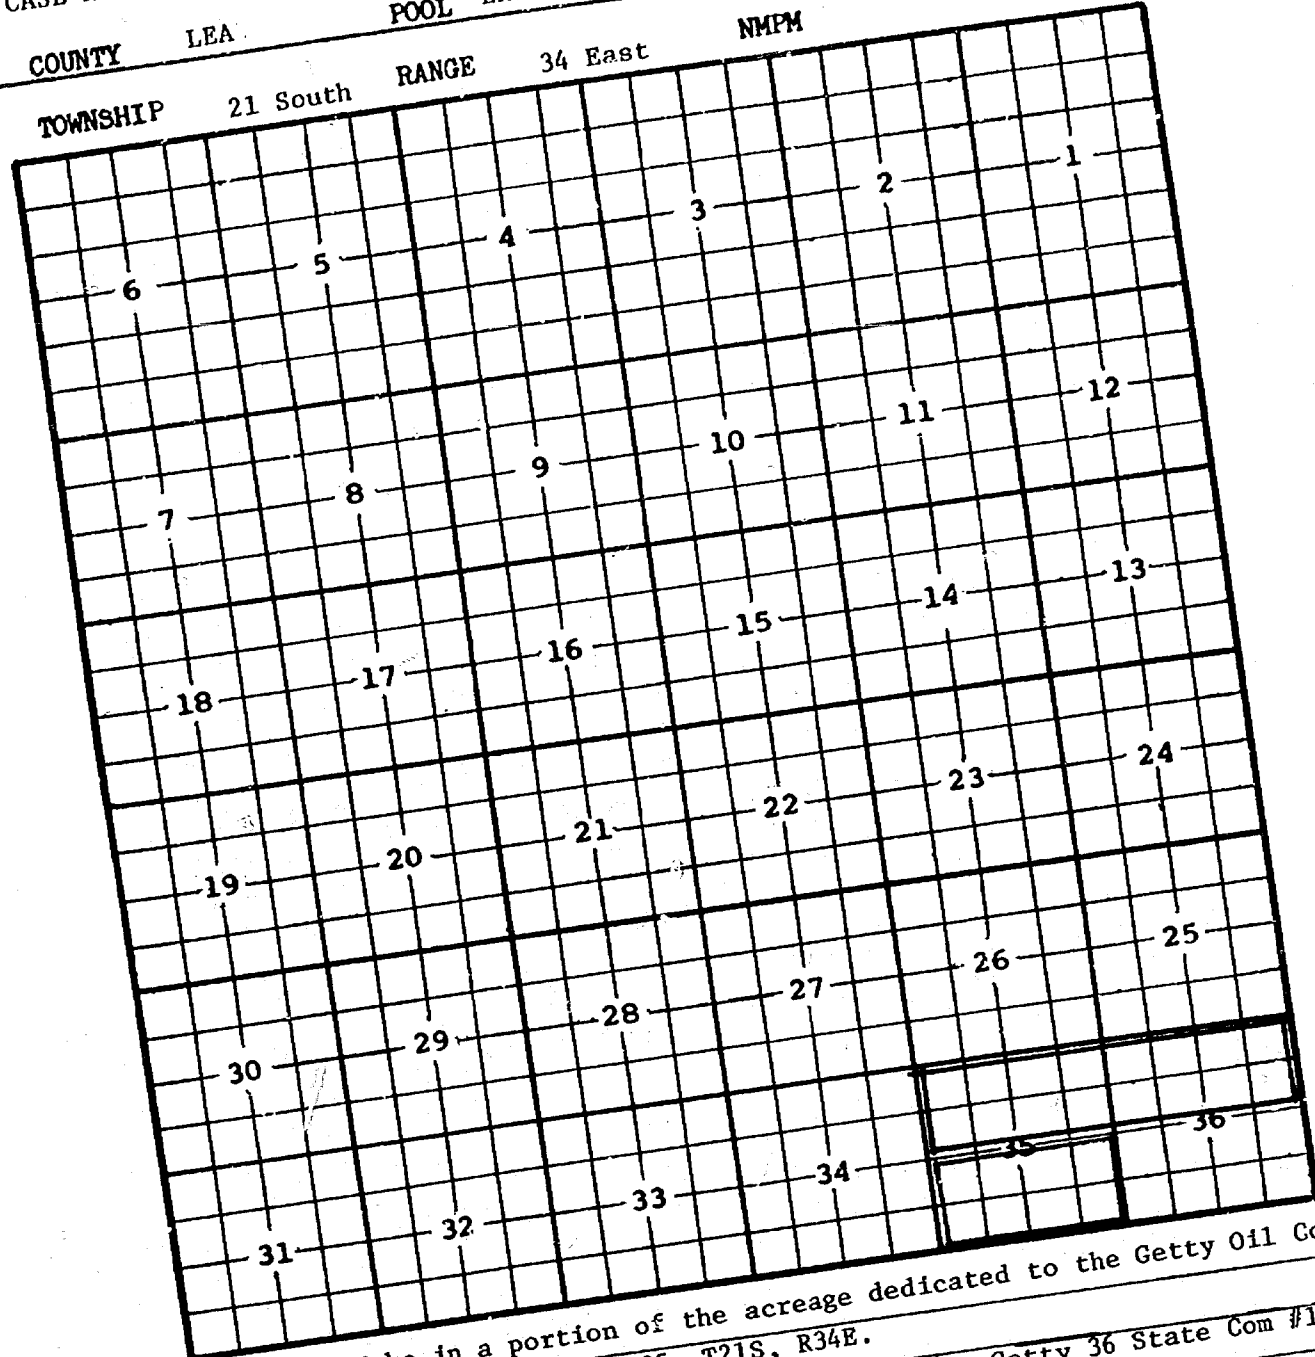 POOL
COUNTY LEA
TOWNSHIP 21 South RANGE 34 East NMPM
6 5 4 3 2 1
7 8 9 10 11 12
18 17 16 15 14 13
19 20 21 22 23 24
30 29 28 27 26 25
31 32 33 34 35 36
in a portion of the acreage dedicated to the Getty Oil
T21S, R34E.
Getty 36 State Com #1